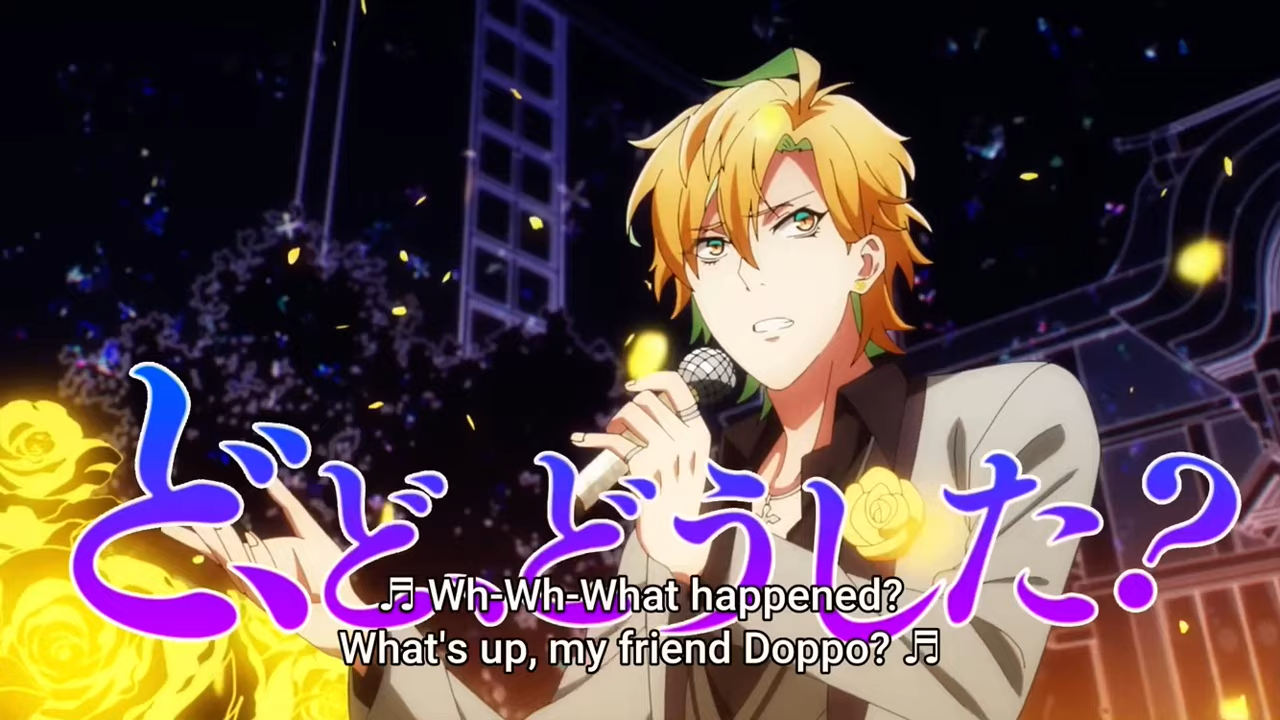 ど、ど、どうした?
♬ Wh-Wh-What happened?
What's up, my friend Doppo? ♬